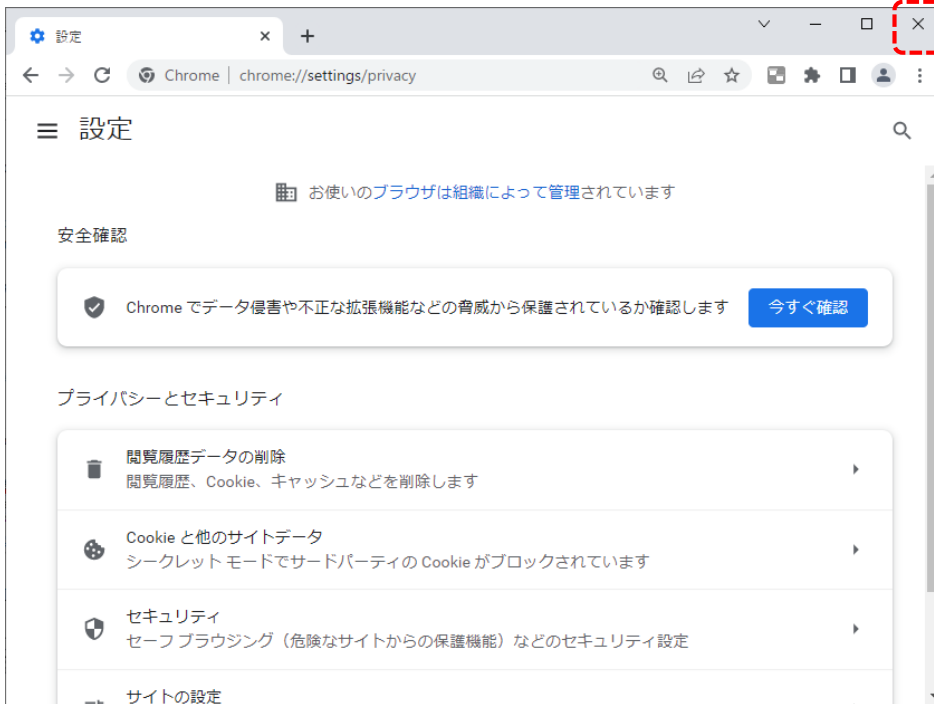 設定
Chrome chrome://settings/privacy
設定
お使いのブラウザは組織によって管理されています
安全確認
Chrome でデータ侵害や不正な拡張機能などの脅威から保護されているか確認します
今すぐ確認
プライバシーとセキュリティ
閲覧履歴データの削除
閲覧履歴、Cookie、キャッシュなどを削除します
Cookie と他のサイトデータ
シークレット モードでサードパーティの Cookie がブロックされています
セキュリティ
セーフ ブラウジング（危険なサイトからの保護機能）などのセキュリティ設定
サイトの設定